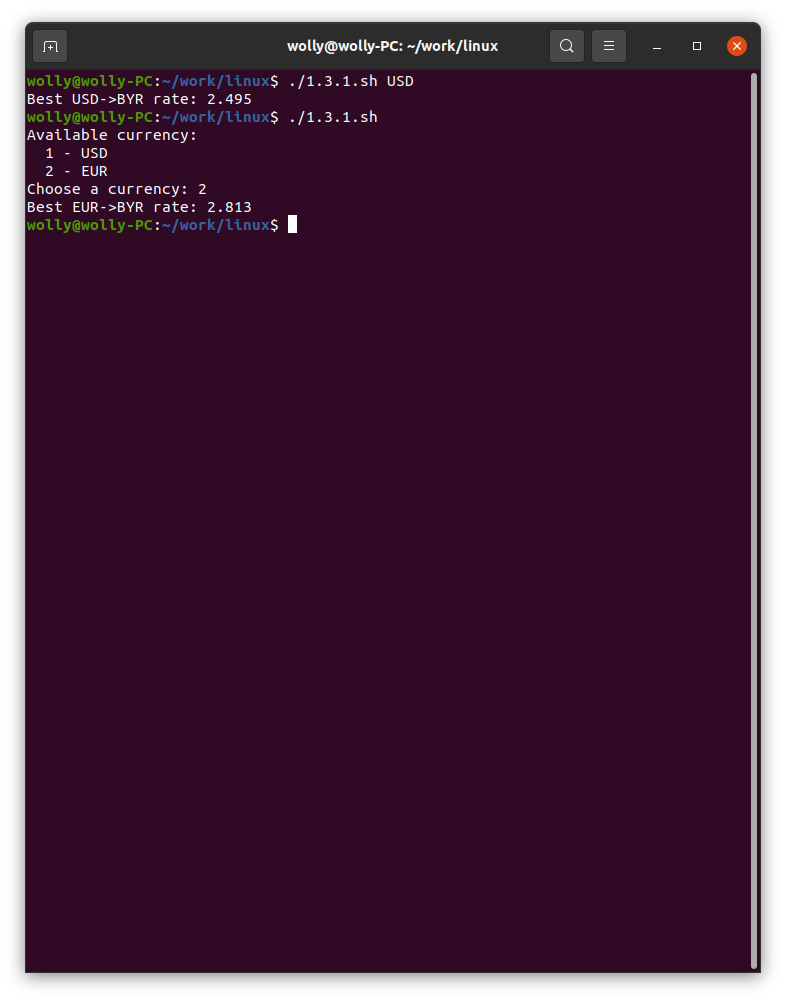 wolly@wolly-PC: ~/work/linux
wolly@wolly-PC:~/work/linux$ ./1.3.1.sh USD
Best USD->BYR rate: 2.495
wolly@wolly-PC:~/work/linux$ ./1.3.1.sh
Available currency:
  1 - USD
  2 - EUR
Choose a currency: 2
Best EUR->BYR rate: 2.813
wolly@wolly-PC:~/work/linux$